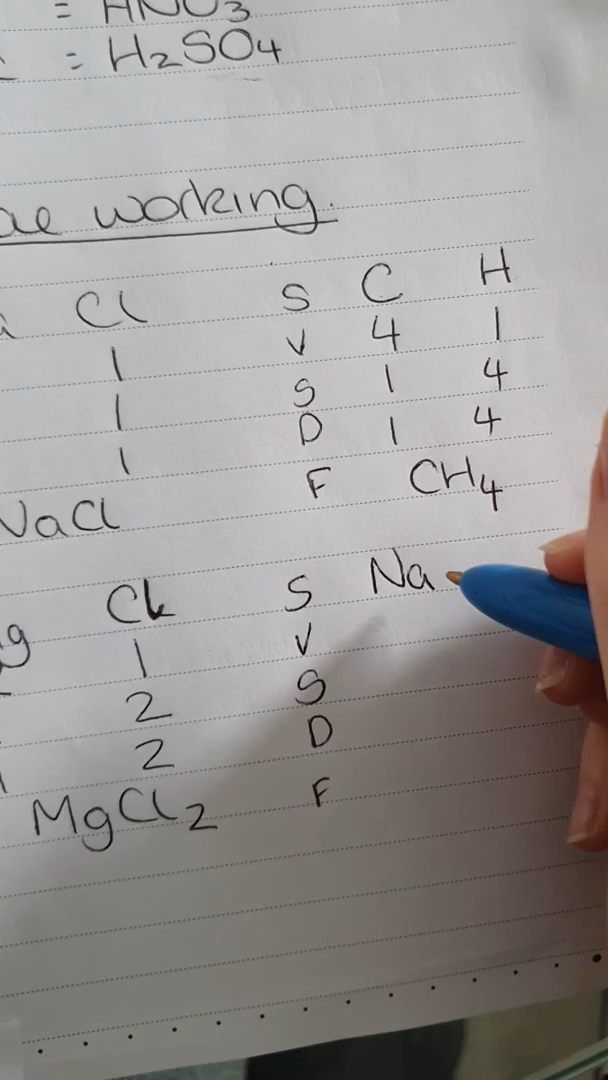 = HNO3
= H2SO4
working.
Cl S C H
1 V 4 1
1 S 1 4
1 D 1 4
NaCl F CH4
Cl S Na
1 V
2 S
2 D
MgCl2 F